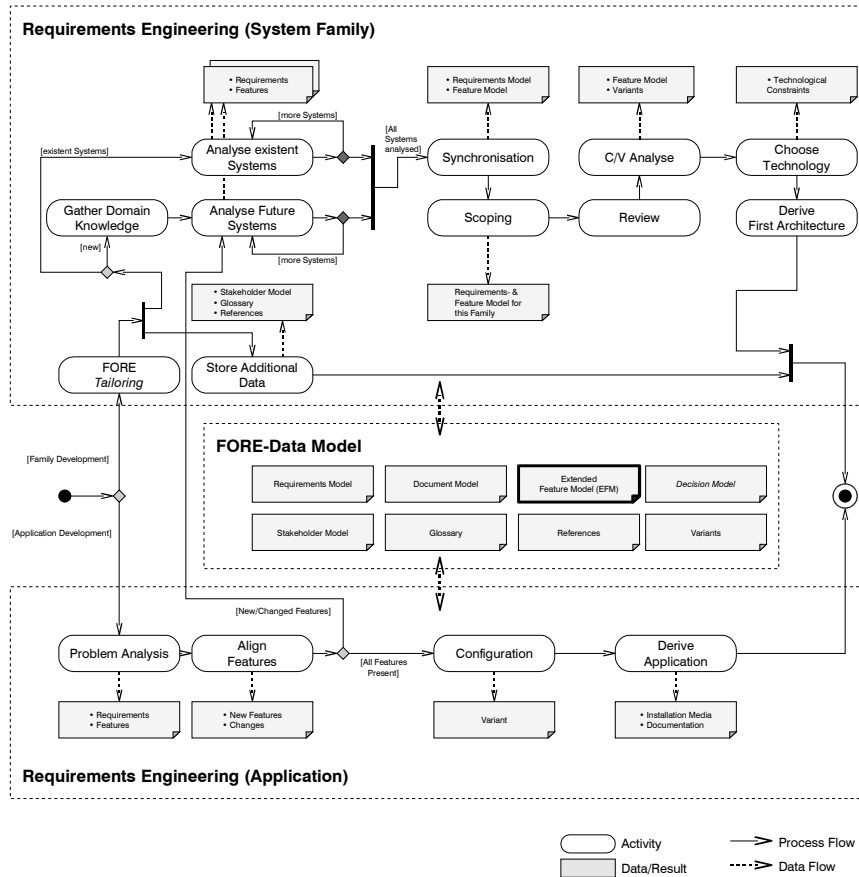 Requirements Engineering (System Family)
• Requirements
• Features
• Requirements Model
• Feature Model
• Feature Model
• Variants
• Technological
Constraints
[more Systems]
[All
Systems
analysed]
[existent Systems]
Analyse existent
Systems
Synchronisation
C/V Analyse
Choose
Technology
Gather Domain
Knowledge
Analyse Future
Systems
Scoping
Review
Derive
First Architecture
[new]
[more Systems]
• Stakeholder Model
• Glossary
• References
Requirements- &
Feature Model for
this Family
FORE
Tailoring
Store Additional
Data
FORE-Data Model
[Family Development]
Requirements Model
Document Model
Extended
Feature Model (EFM)
Decision Model
[Application Development]
Stakeholder Model
Glossary
References
Variants
[New/Changed Features]
Problem Analysis
Align
Features
[All Features
Present]
Configuration
Derive
Application
• Requirements
• Features
• New Features
• Changes
Variant
• Installation Media
• Documentation
Requirements Engineering (Application)
Activity
Process Flow
Data/Result
Data Flow